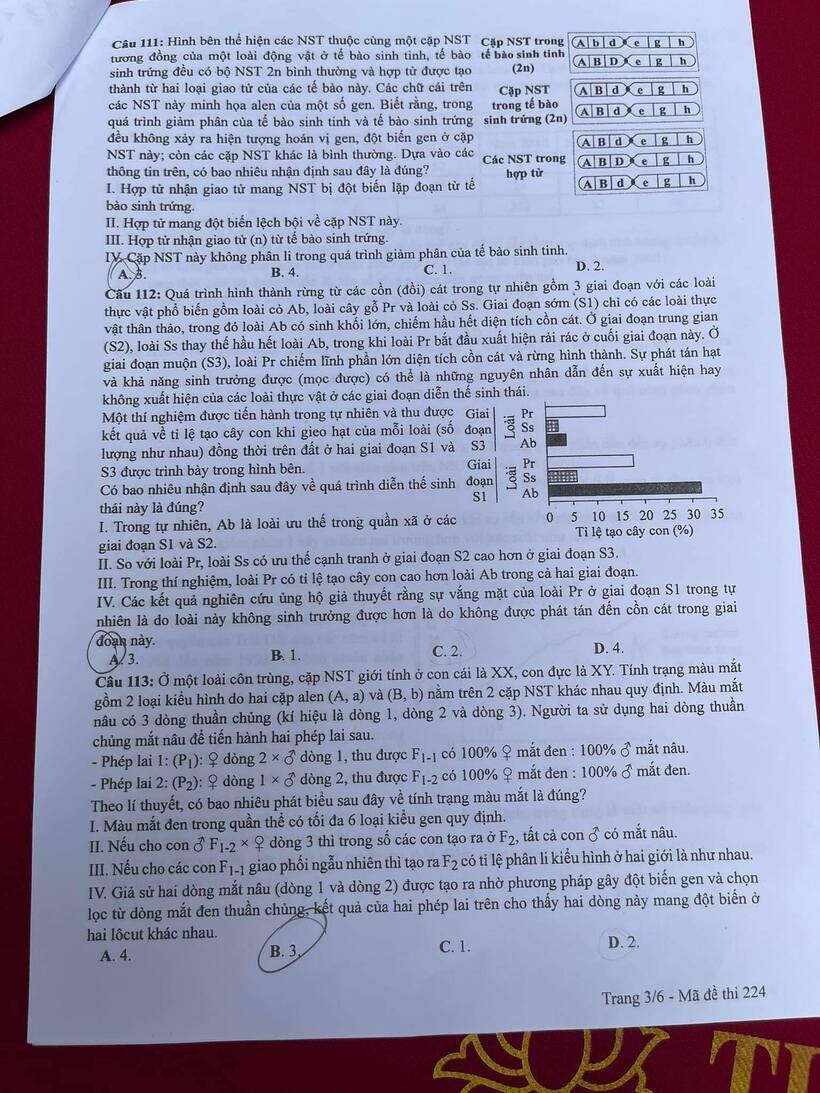 Câu 111: Hình bên thể hiện các NST thuộc cùng một cặp NST
tương đồng của một loài động vật ở tế bào sinh tinh, tế bào
sinh trứng đều có bộ NST 2n bình thường và hợp tử được tạo
thành từ hai loại giao tử của các tế bào này. Các chữ cái trên
các NST này minh họa alen của một số gen. Biết rằng, trong
quá trình giảm phân của tế bào sinh tinh và tế bào sinh trứng
đều không xảy ra hiện tượng hoán vị gen, đột biến gen ở cặp
NST này; còn các cặp NST khác là bình thường. Dựa vào các
thông tin trên, có bao nhiêu nhận định sau đây là đúng?
I. Hợp tử nhận giao tử mang NST bị đột biến lặp đoạn từ tế
bào sinh trứng.
II. Hợp tử mang đột biến lệch bội về cặp NST này.
III. Hợp tử nhận giao tử (n) từ tế bào sinh trứng.
IV. Cặp NST này không phân li trong quá trình giảm phân của tế bào sinh tinh.
A. 3. B. 4. C. 1. D. 2.
Cặp NST trong
tế bào sinh tinh
(2n)
A b d e g h
A B D e g h
Cặp NST
trong tế bào
sinh trứng (2n)
A B d e g h
A B d e g h
Các NST trong
hợp tử
A B d e g h
A B D e g h
A B d e g h
Câu 112: Quá trình hình thành rừng từ các cồn (đồi) cát trong tự nhiên gồm 3 giai đoạn với các loài
thực vật phổ biến gồm loài cỏ Ab, loài cây gỗ Pr và loài cỏ Ss. Giai đoạn sớm (S1) chỉ có các loài thực
vật thân thảo, trong đó loài Ab có sinh khối lớn, chiếm hầu hết diện tích cồn cát. Ở giai đoạn trung gian
(S2), loài Ss thay thế hầu hết loài Ab, trong khi loài Pr bắt đầu xuất hiện rải rác ở cuối giai đoạn này. Ở
giai đoạn muộn (S3), loài Pr chiếm lĩnh phần lớn diện tích cồn cát và rừng hình thành. Sự phát tán hạt
và khả năng sinh trưởng được (mọc được) có thể là những nguyên nhân dẫn đến sự xuất hiện hay
không xuất hiện của các loài thực vật ở các giai đoạn diễn thế sinh thái.
Một thí nghiệm được tiến hành trong tự nhiên và thu được
kết quả về tỉ lệ tạo cây con khi gieo hạt của mỗi loài (số
lượng như nhau) đồng thời trên đất ở hai giai đoạn S1 và
S3 được trình bày trong hình bên.
Có bao nhiêu nhận định sau đây về quá trình diễn thế sinh
thái này là đúng?
I. Trong tự nhiên, Ab là loài ưu thế trong quần xã ở các
giai đoạn S1 và S2.
Giai
đoạn
S3
Loài
Pr
Ss
Ab
Giai
đoạn
S1
Loài
Pr
Ss
Ab
0 5 10 15 20 25 30 35
Tỉ lệ tạo cây con (%)
II. So với loài Pr, loài Ss có ưu thế cạnh tranh ở giai đoạn S2 cao hơn ở giai đoạn S3.
III. Trong thí nghiệm, loài Pr có tỉ lệ tạo cây con cao hơn loài Ab trong cả hai giai đoạn.
IV. Các kết quả nghiên cứu ủng hộ giả thuyết rằng sự vắng mặt của loài Pr ở giai đoạn S1 trong tự
nhiên là do loài này không sinh trưởng được hơn là do không được phát tán đến cồn cát trong giai
đoạn này.
A. 3. B. 1. C. 2. D. 4.
Câu 113: Ở một loài côn trùng, cặp NST giới tính ở con cái là XX, con đực là XY. Tính trạng màu mắt
gồm 2 loại kiểu hình do hai cặp alen (A, a) và (B, b) nằm trên 2 cặp NST khác nhau quy định. Màu mắt
nâu có 3 dòng thuần chủng (kí hiệu là dòng 1, dòng 2 và dòng 3). Người ta sử dụng hai dòng thuần
chủng mắt nâu để tiến hành hai phép lai sau.
- Phép lai 1: (P1): ♀ dòng 2 × ♂ dòng 1, thu được F1-1 có 100% ♀ mắt đen : 100% ♂ mắt nâu.
- Phép lai 2: (P2): ♀ dòng 1 × ♂ dòng 2, thu được F1-2 có 100% ♀ mắt đen : 100% ♂ mắt đen.
Theo lí thuyết, có bao nhiêu phát biểu sau đây về tính trạng màu mắt là đúng?
I. Màu mắt đen trong quần thể có tối đa 6 loại kiểu gen quy định.
II. Nếu cho con ♂ F1-2 × ♀ dòng 3 thì trong số các con tạo ra ở F2, tất cả con ♂ có mắt nâu.
III. Nếu cho các con F1-1 giao phối ngẫu nhiên thì tạo ra F2 có tỉ lệ phân li kiểu hình ở hai giới là như nhau.
IV. Giả sử hai dòng mắt nâu (dòng 1 và dòng 2) được tạo ra nhờ phương pháp gây đột biến gen và chọn
lọc từ dòng mắt đen thuần chủng, kết quả của hai phép lai trên cho thấy hai dòng này mang đột biến ở
hai lôcut khác nhau.
A. 4. B. 3. C. 1. D. 2.
Trang 3/6 - Mã đề thi 224